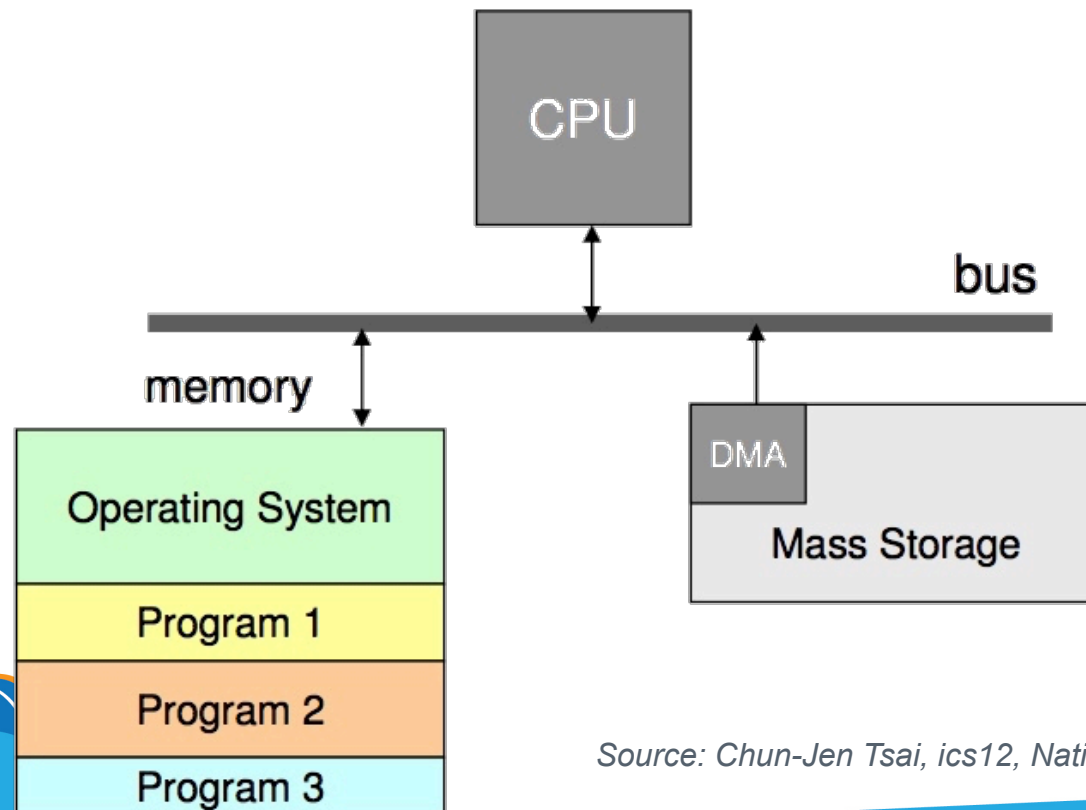 CPU
bus
memory
Operating System
Program 1
Program 2
Program 3
DMA
Mass Storage
Source: Chun-Jen Tsai, ics12, Nati